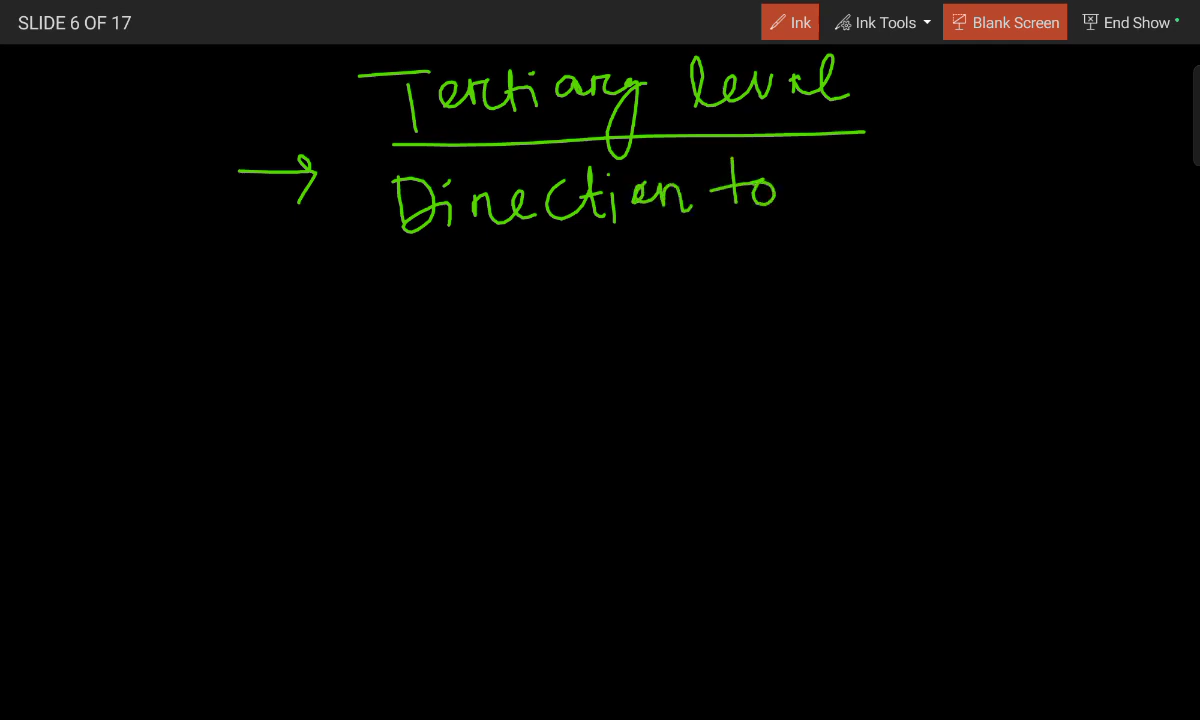 SLIDE 6 OF 17 Ink Ink Tools Blank Screen End Show
Tertiary level
→ Direction to